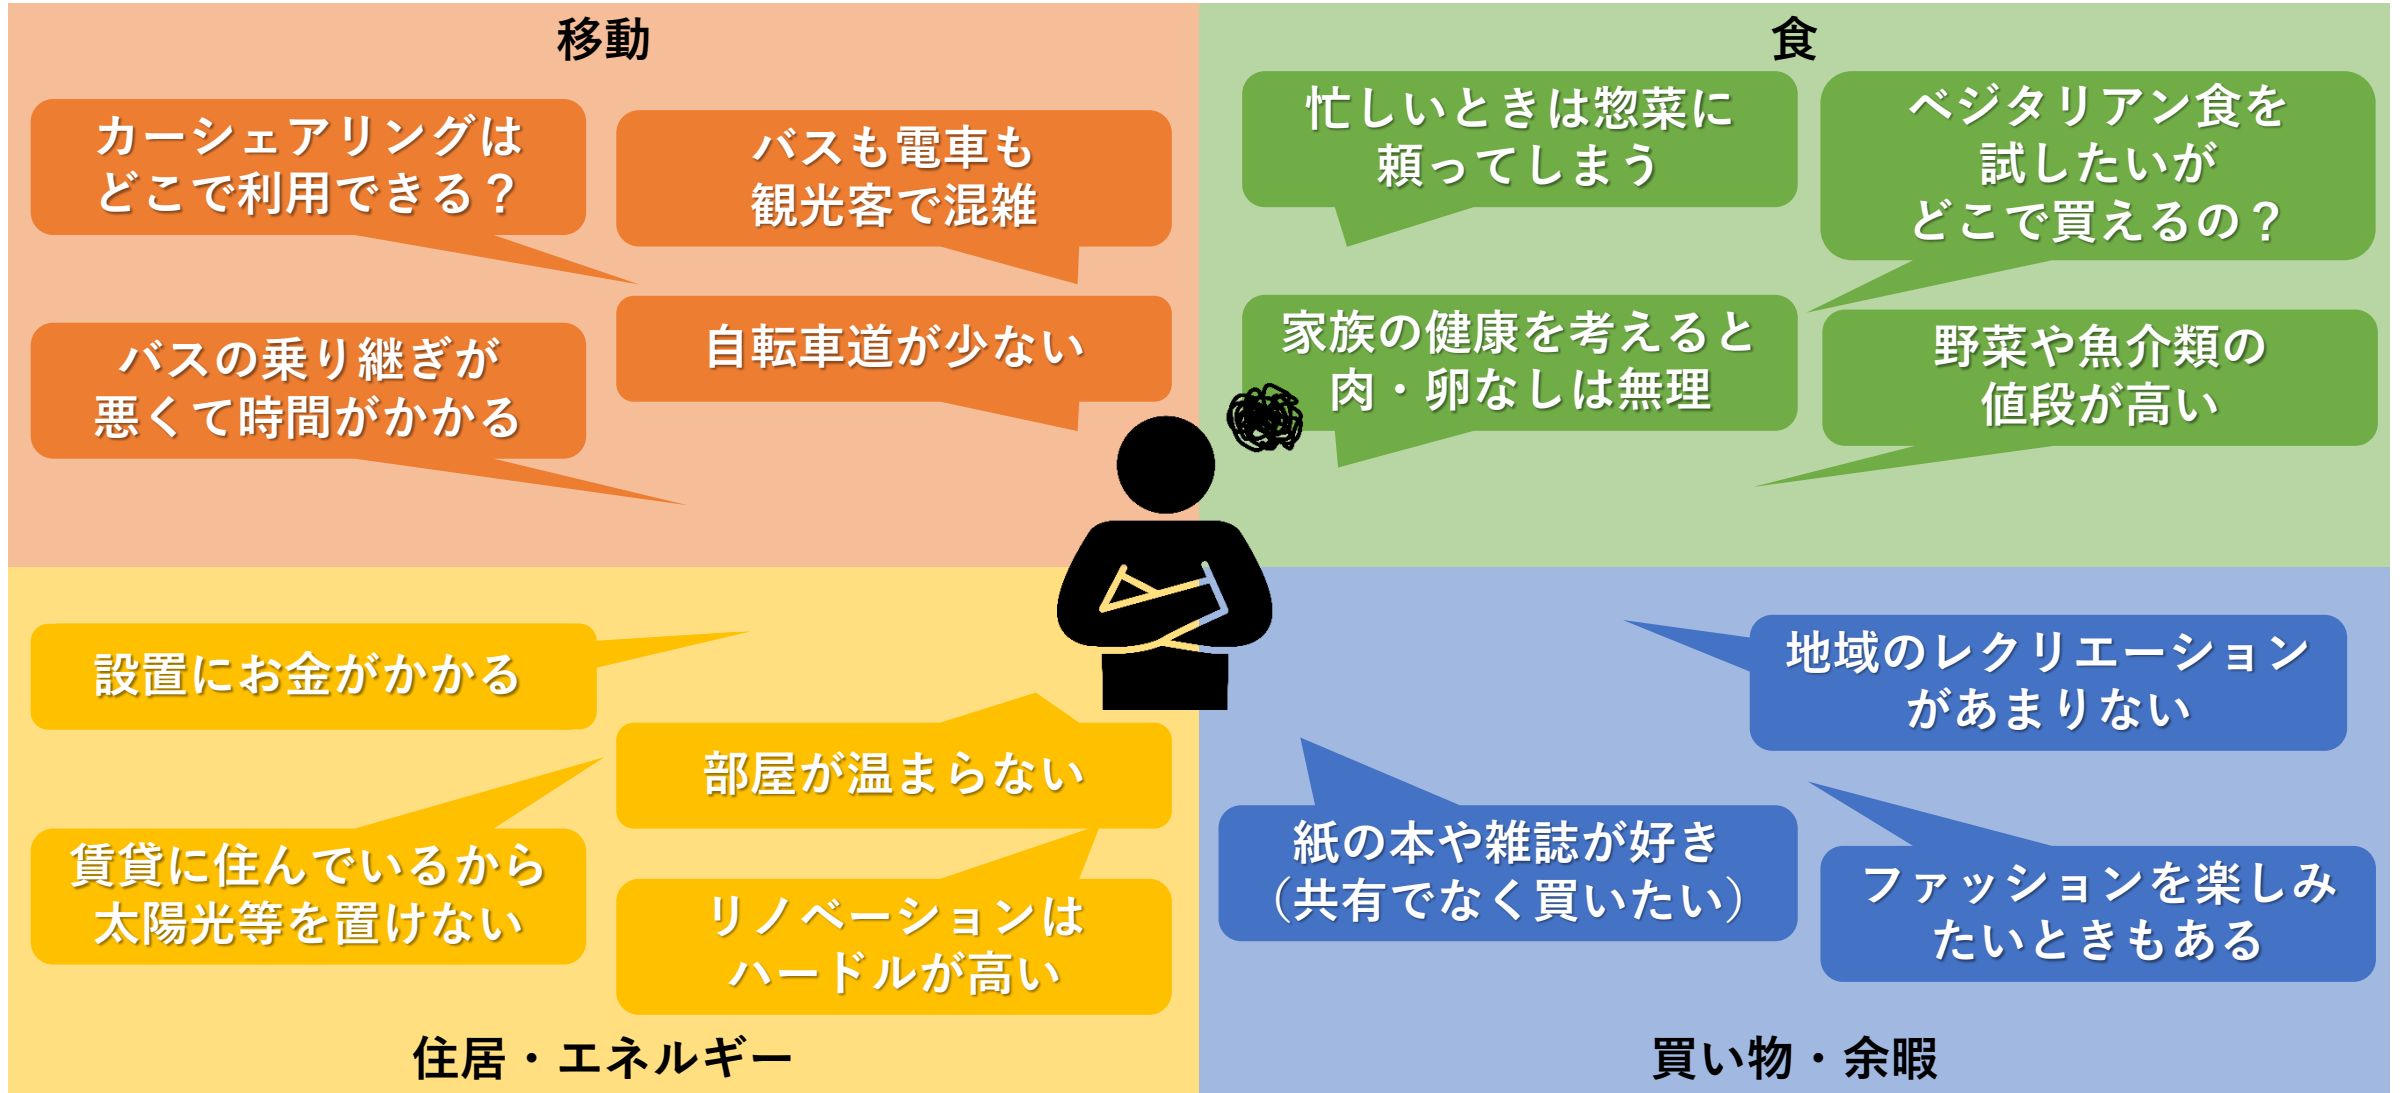 移動
カーシェアリングは
どこで利用できる？
バスも電車も
観光客で混雑
バスの乗り継ぎが
悪くて時間がかかる
自転車道が少ない
食
忙しいときは惣菜に
頼ってしまう
ベジタリアン食を
試したいが
どこで買えるの？
家族の健康を考えると
肉・卵なしは無理
野菜や魚介類の
値段が高い
設置にお金がかかる
部屋が温まらない
賃貸に住んでいるから
太陽光等を置けない
リノベーションは
ハードルが高い
住居・エネルギー
地域のレクリエーション
があまりない
紙の本や雑誌が好き
（共有でなく買いたい）
ファッションを楽しみ
たいときもある
買い物・余暇